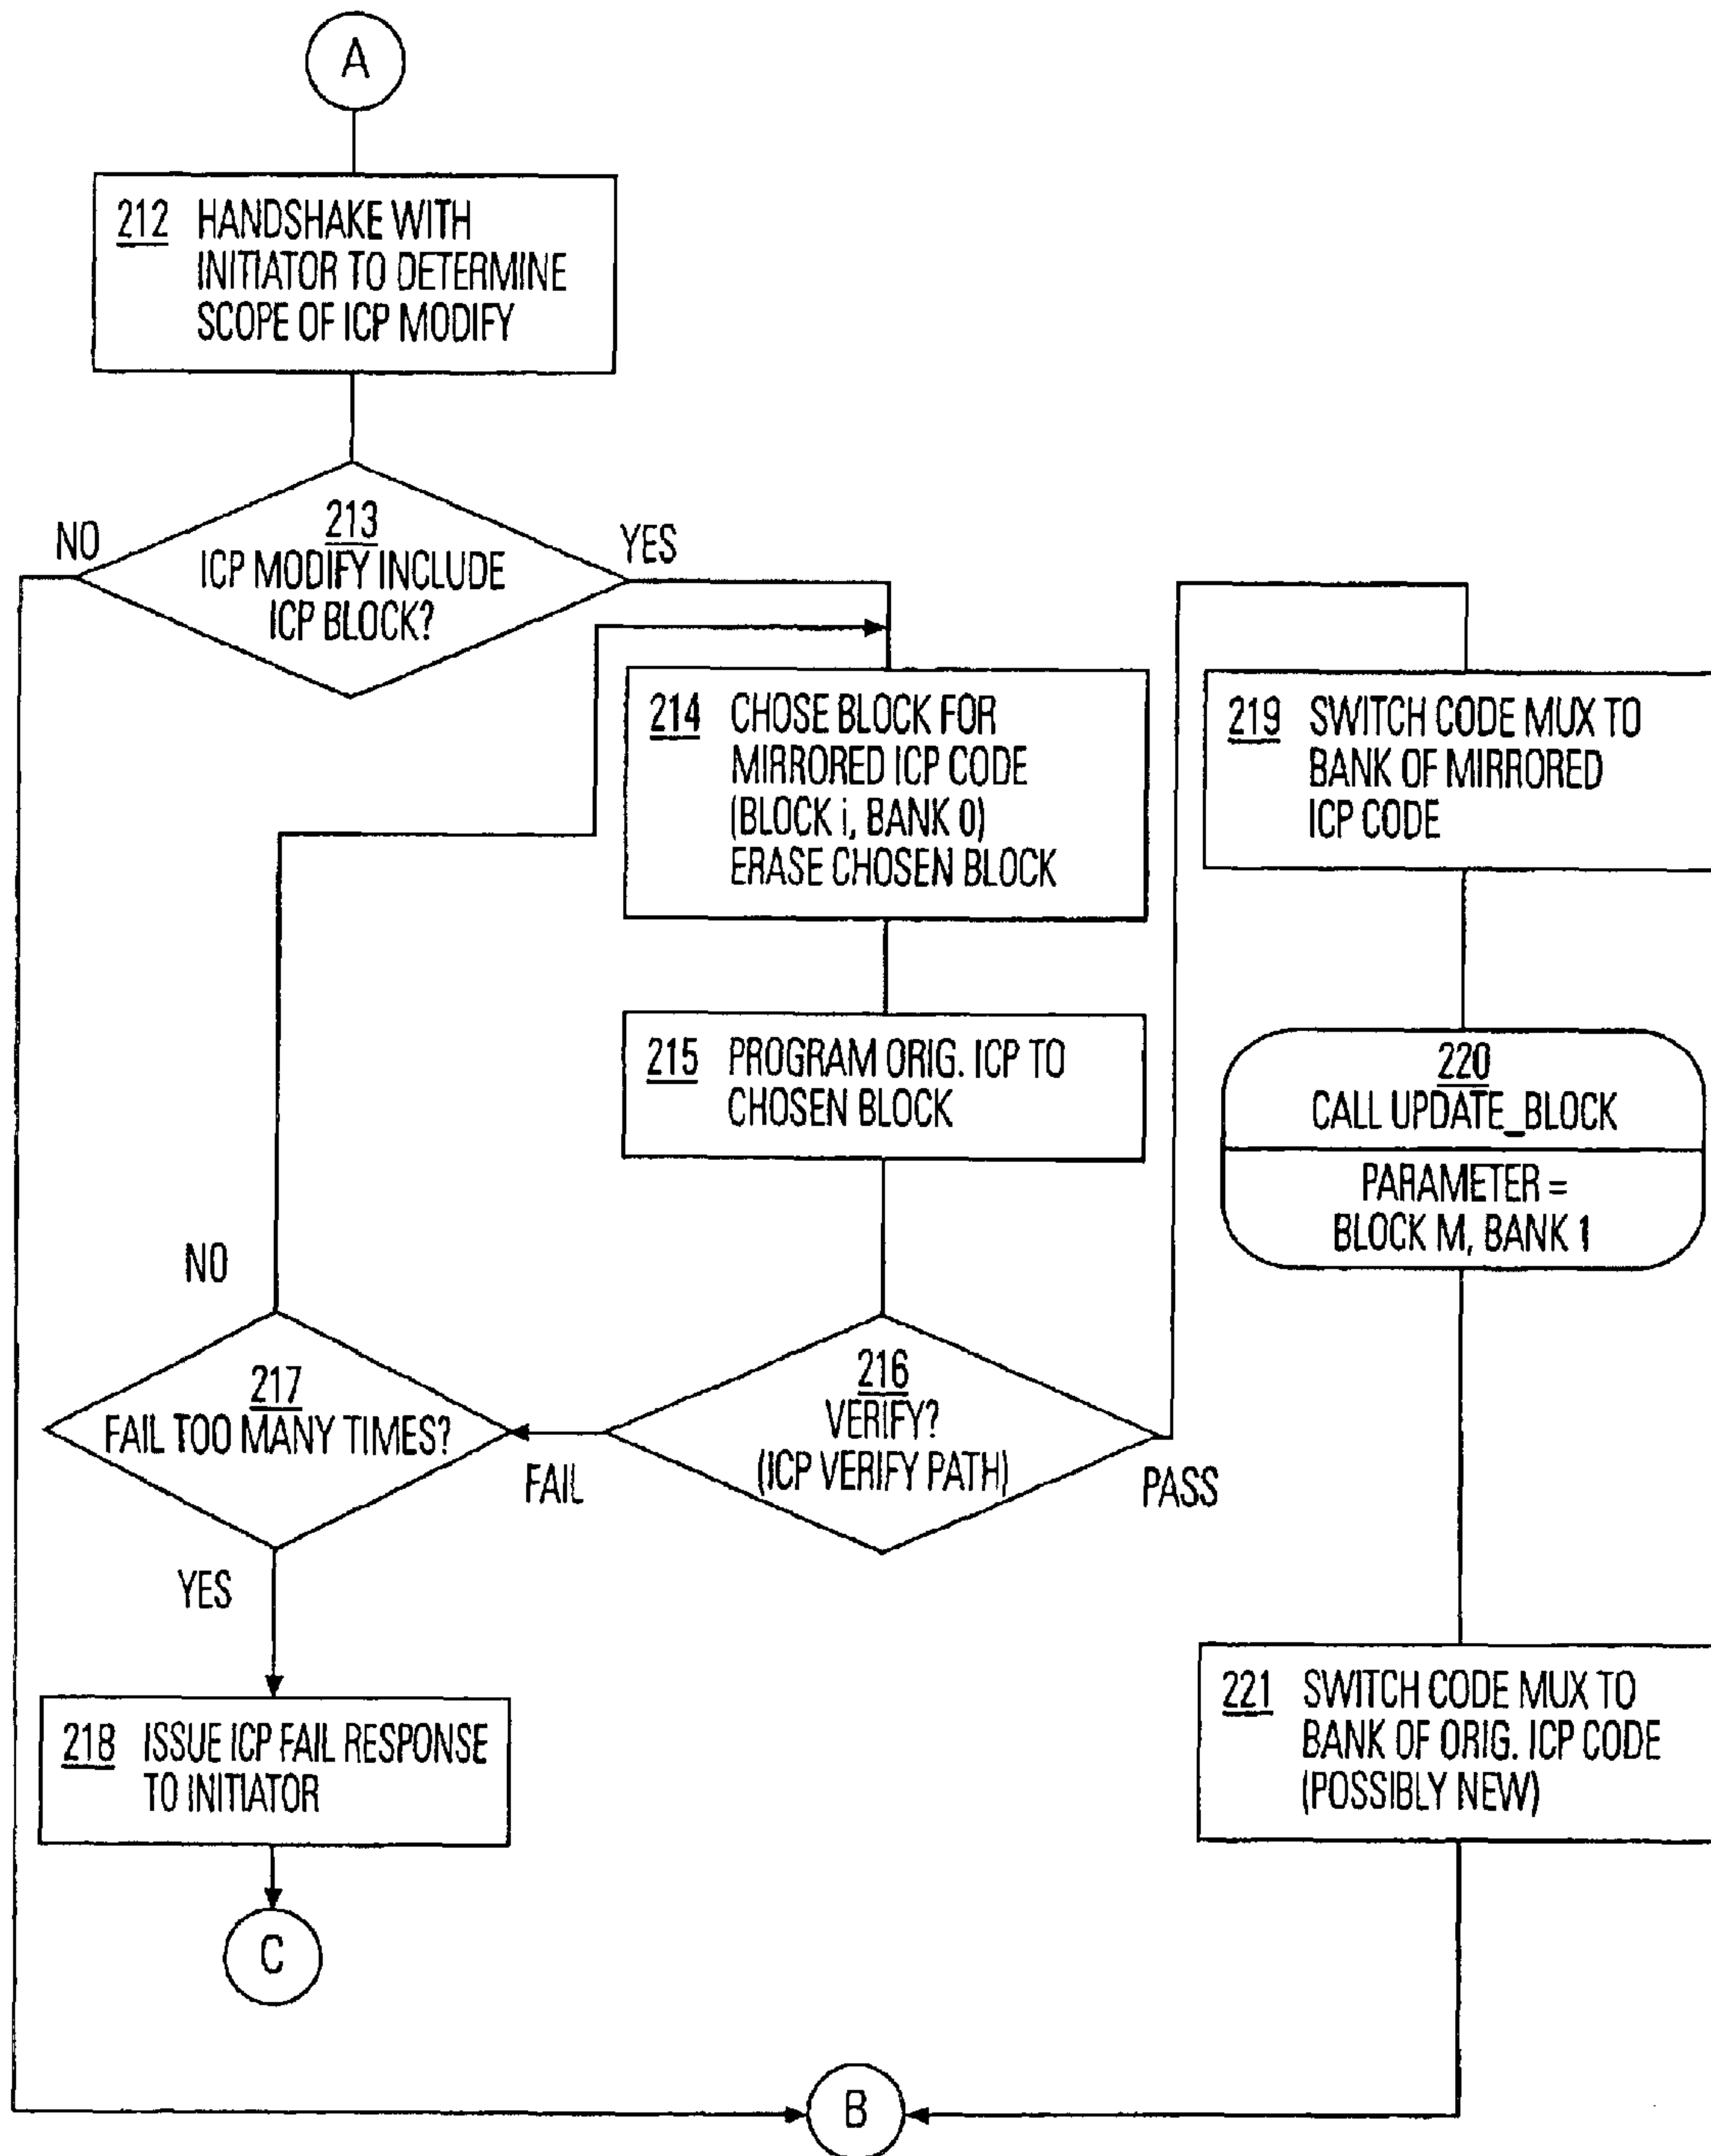 A
212 HANDSHAKE WITH
INITIATOR TO DETERMINE
SCOPE OF ICP MODIFY
213
ICP MODIFY INCLUDE
ICP BLOCK?
NO
YES
214 CHOSE BLOCK FOR
MIRRORED ICP CODE
(BLOCK i, BANK 0)
ERASE CHOSEN BLOCK
215 PROGRAM ORIG. ICP TO
CHOSEN BLOCK
216
VERIFY?
(ICP VERIFY PATH)
FAIL
PASS
217
FAIL TOO MANY TIMES?
NO
YES
218 ISSUE ICP FAIL RESPONSE
TO INITIATOR
C
219 SWITCH CODE MUX TO
BANK OF MIRRORED
ICP CODE
220
CALL UPDATE_BLOCK
PARAMETER =
BLOCK M, BANK 1
221 SWITCH CODE MUX TO
BANK OF ORIG. ICP CODE
(POSSIBLY NEW)
B